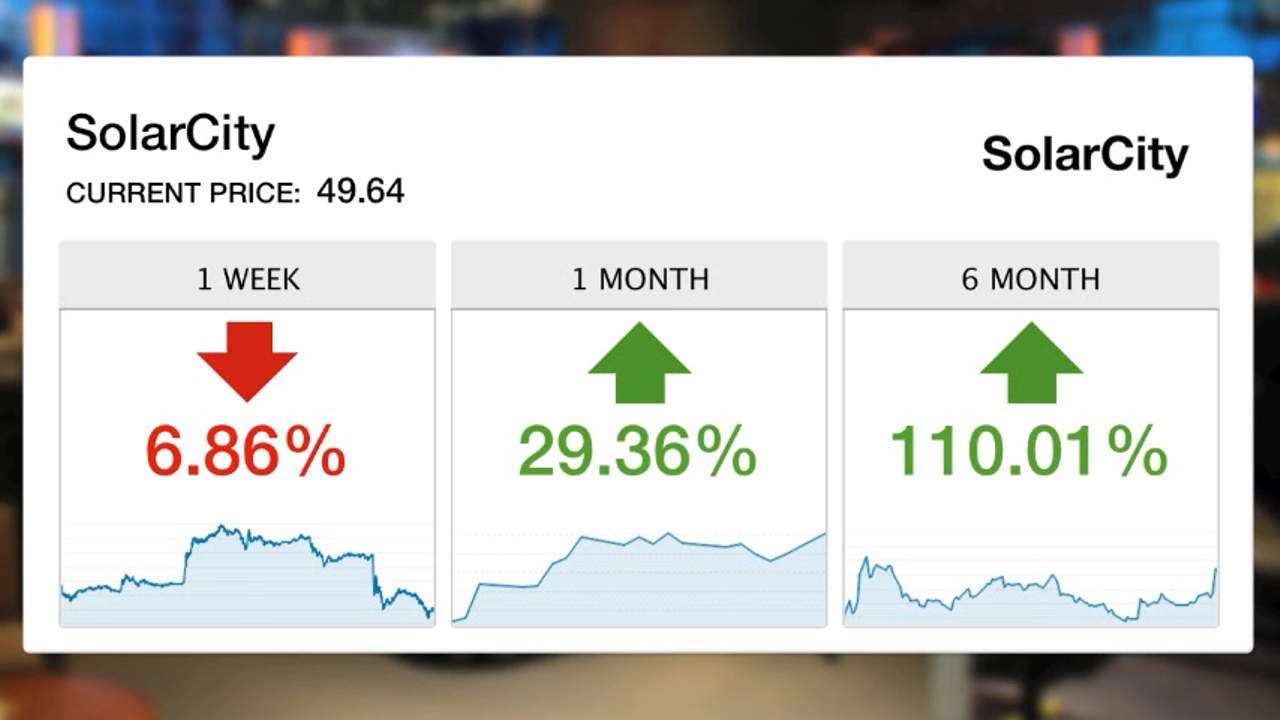 SolarCity
CURRENT PRICE: 49.64
SolarCity
1 WEEK
6.86%
1 MONTH
29.36%
6 MONTH
110.01%